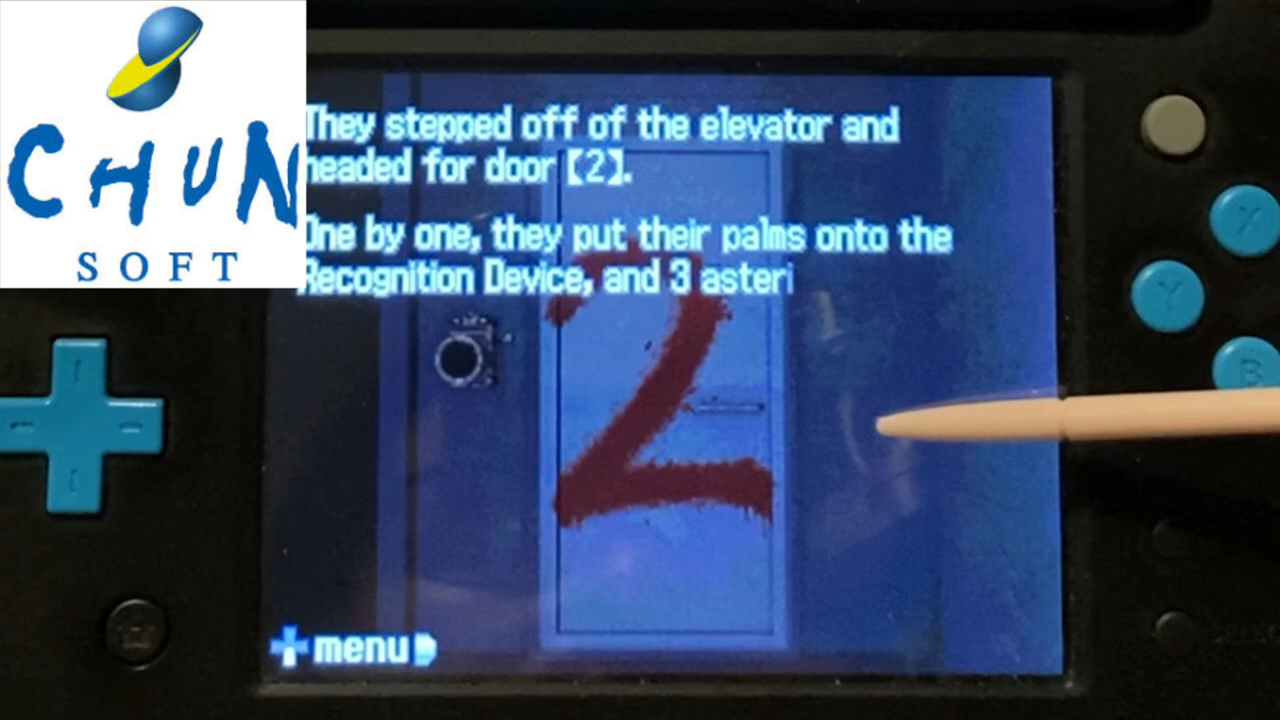 CHUN
SOFT
They stepped off of the elevator and
headed for door【2】.
One by one, they put their palms onto the
Recognition Device, and 3 asteri
2
menu
X
Y
B